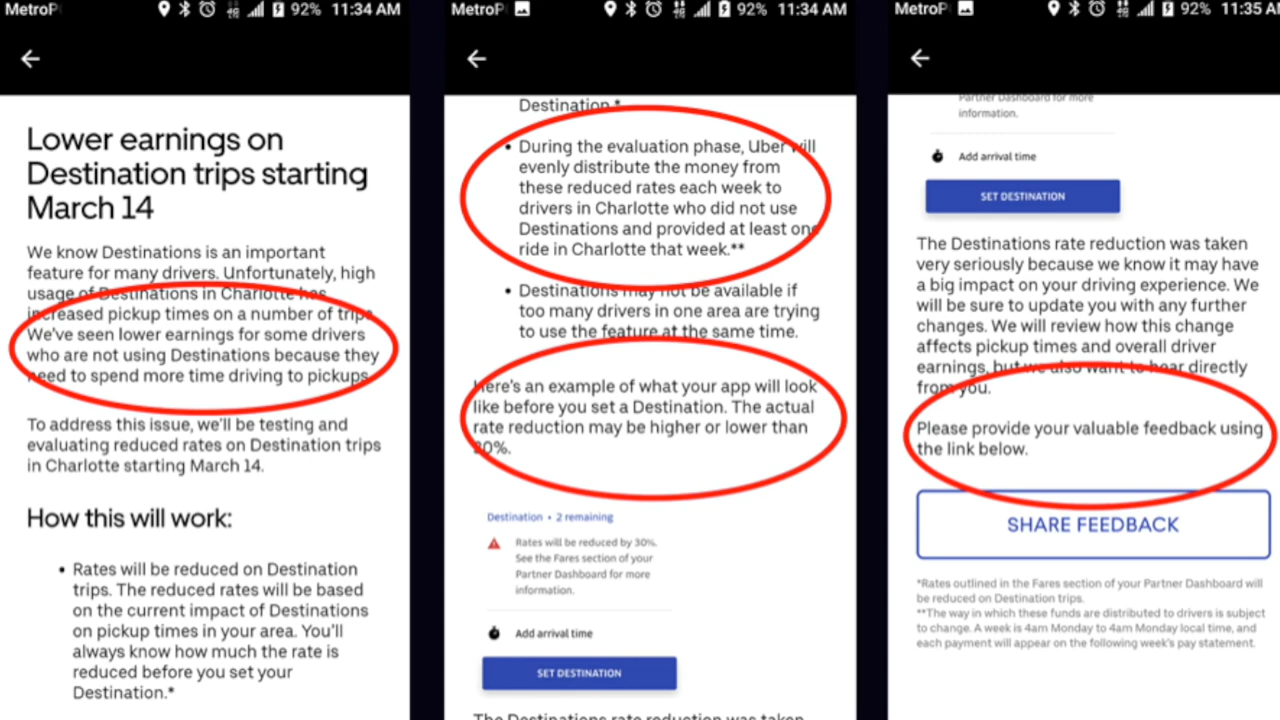 MetroP 92% 11:34 AM
Lower earnings on
Destination trips starting
March 14
We know Destinations is an important
feature for many drivers. Unfortunately, high
usage of Destinations in Charlotte has
increased pickup times on a number of trips.
We've seen lower earnings for some drivers
who are not using Destinations because they
need to spend more time driving to pickups.
To address this issue, we'll be testing and
evaluating reduced rates on Destination trips
in Charlotte starting March 14.
How this will work:
• Rates will be reduced on Destination
trips. The reduced rates will be based
on the current impact of Destinations
on pickup times in your area. You'll
always know how much the rate is
reduced before you set your
Destination.*
MetroP 92% 11:34 AM
Destination.*
• During the evaluation phase, Uber will
evenly distribute the money from
these reduced rates each week to
drivers in Charlotte who did not use
Destinations and provided at least one
ride in Charlotte that week.**
• Destinations may not be available if
too many drivers in one area are trying
to use the feature at the same time.
Here's an example of what your app will look
like before you set a Destination. The actual
rate reduction may be higher or lower than
30%.
Destination • 2 remaining
Rates will be reduced by 30%.
See the Fares section of your
Partner Dashboard for more
information.
Add arrival time
SET DESTINATION
The Destinations rate reduction was taken
MetroP 92% 11:35 A
Partner Dashboard for more
information.
Add arrival time
SET DESTINATION
The Destinations rate reduction was taken
very seriously because we know it may have
a big impact on your driving experience. We
will be sure to update you with any further
changes. We will review how this change
affects pickup times and overall driver
earnings, but we also want to hear directly
from you.
Please provide your valuable feedback using
the link below.
SHARE FEEDBACK
*Rates outlined in the Fares section of your Partner Dashboard will
be reduced on Destination trips.
**The way in which these funds are distributed to drivers is subject
to change. A week is 4am Monday to 4am Monday local time, and
each payment will appear on the following week's pay statement.